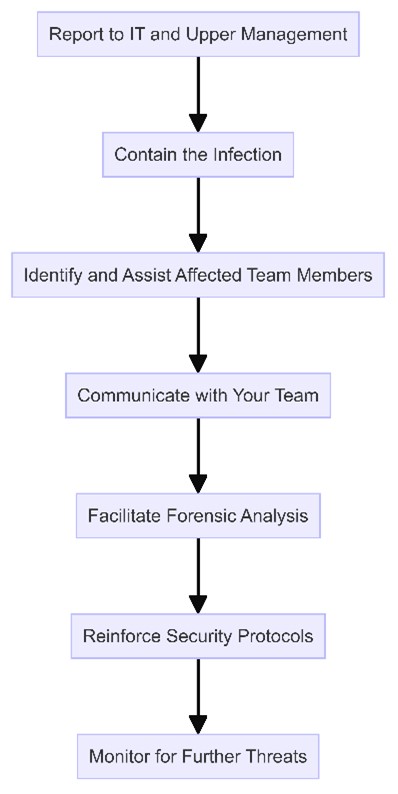 Report to IT and Upper Management
Contain the Infection
Identify and Assist Affected Team Members
Communicate with Your Team
Facilitate Forensic Analysis
Reinforce Security Protocols
Monitor for Further Threats